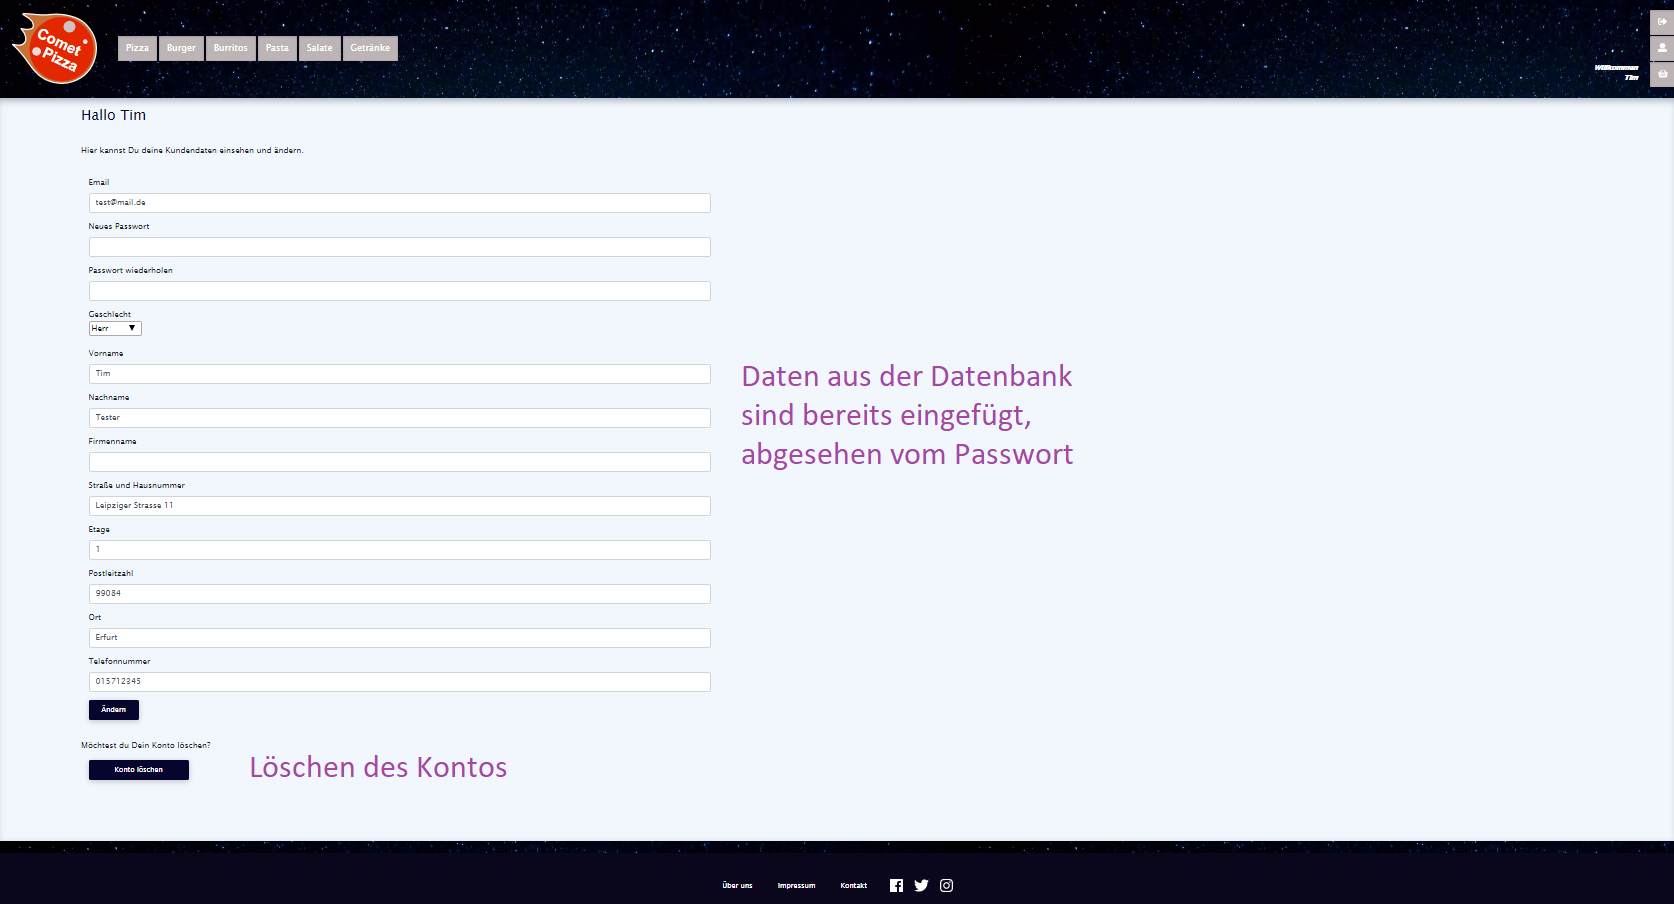 Comet
Pizza
Pizza
Burger
Burritos
Pasta
Salate
Getränke
Willkommen
Tim
Hallo Tim
Hier kannst Du deine Kundendaten einsehen und ändern.
Email
test@mail.de
Neues Passwort
Passwort wiederholen
Geschlecht
Herr
Vorname
Tim
Nachname
Tester
Firmenname
Straße und Hausnummer
Leipziger Strasse 11
Etage
1
Postleitzahl
99084
Ort
Erfurt
Telefonnummer
015712345
Ändern
Daten aus der Datenbank
sind bereits eingefügt,
abgesehen vom Passwort
Möchtest du Dein Konto löschen?
Konto löschen
Löschen des Kontos
Über uns
Impressum
Kontakt